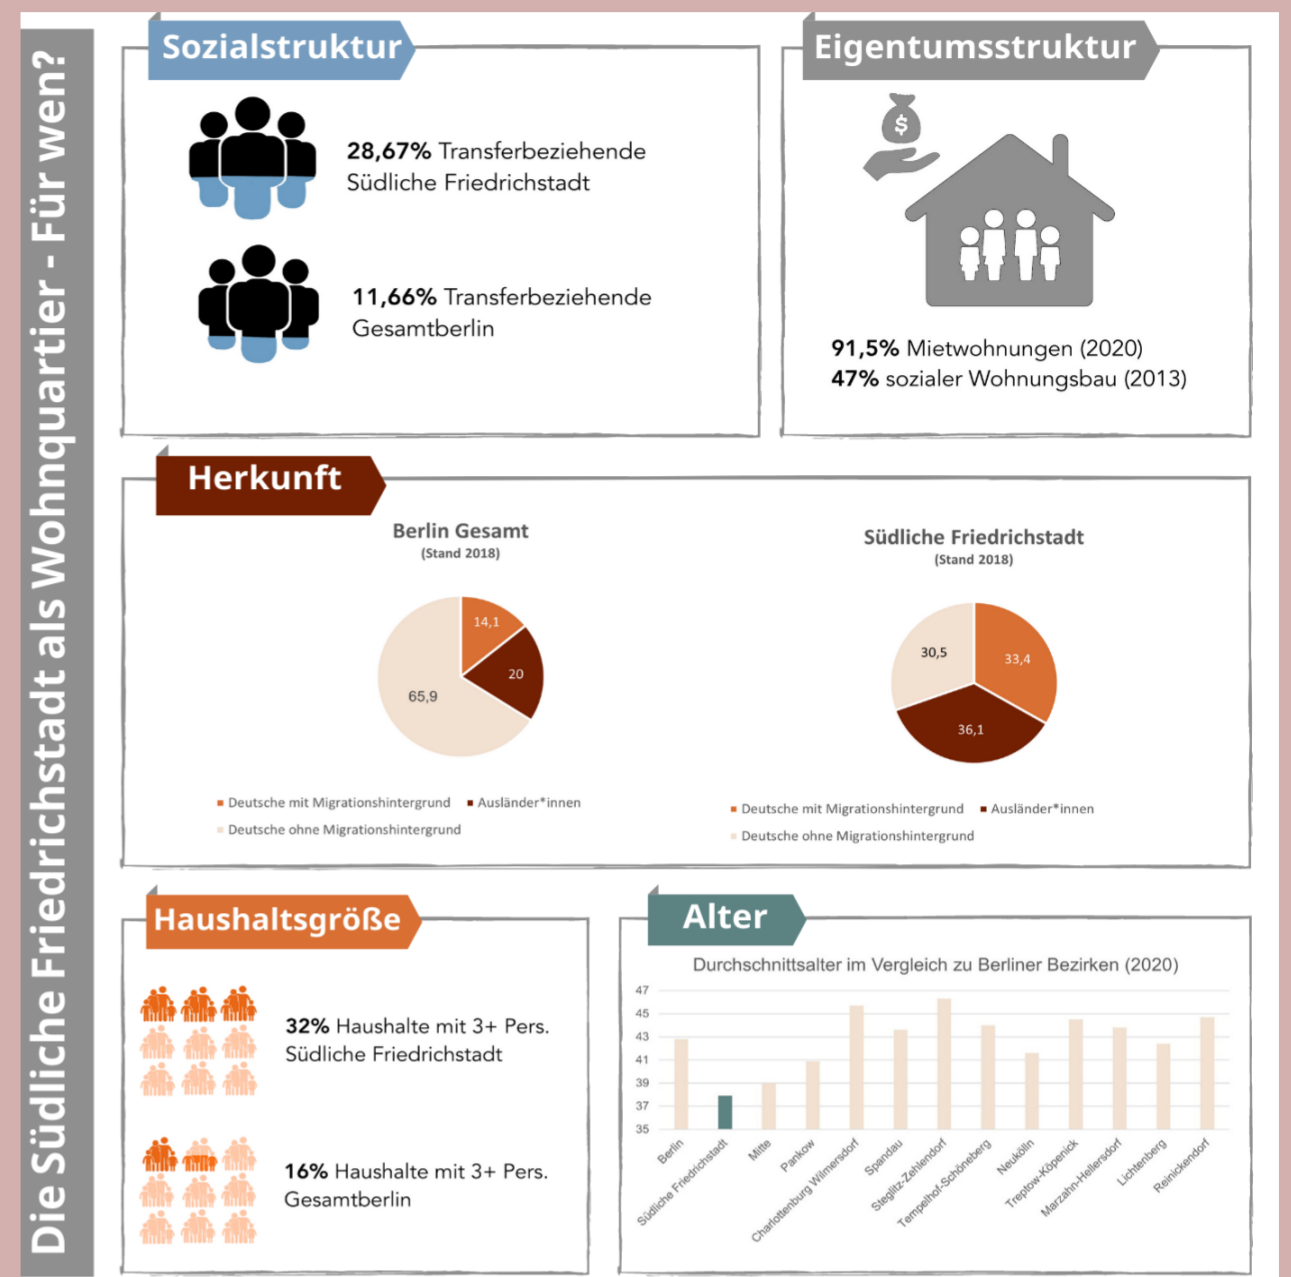 Die Südliche Friedrichstadt als Wohnquartier - Für wen?
Sozialstruktur
28,67% Transferbeziehende
Südliche Friedrichstadt
11,66% Transferbeziehende
Gesamtberlin
Eigentumsstruktur
$
91,5% Mietwohnungen (2020)
47% sozialer Wohnungsbau (2013)
Herkunft
Berlin Gesamt
(Stand 2018)
14,1
20
65,9
Deutsche mit Migrationshintergrund Ausländer*innen
Deutsche ohne Migrationshintergrund
Südliche Friedrichstadt
(Stand 2018)
30,5
33,4
36,1
Deutsche mit Migrationshintergrund Ausländer*innen
Deutsche ohne Migrationshintergrund
Haushaltsgröße
32% Haushalte mit 3+ Pers.
Südliche Friedrichstadt
16% Haushalte mit 3+ Pers.
Gesamtberlin
Alter
Durchschnittsalter im Vergleich zu Berliner Bezirken (2020)
47
45
43
41
39
37
35
Berlin
Südliche Friedrichstadt
Mitte
Pankow
Charlottenburg Wilmersdorf
Spandau
Steglitz-Zehlendorf
Tempelhof-Schöneberg
Neukölln
Treptow-Köpenick
Marzahn-Hellersdorf
Lichtenberg
Reinickendorf